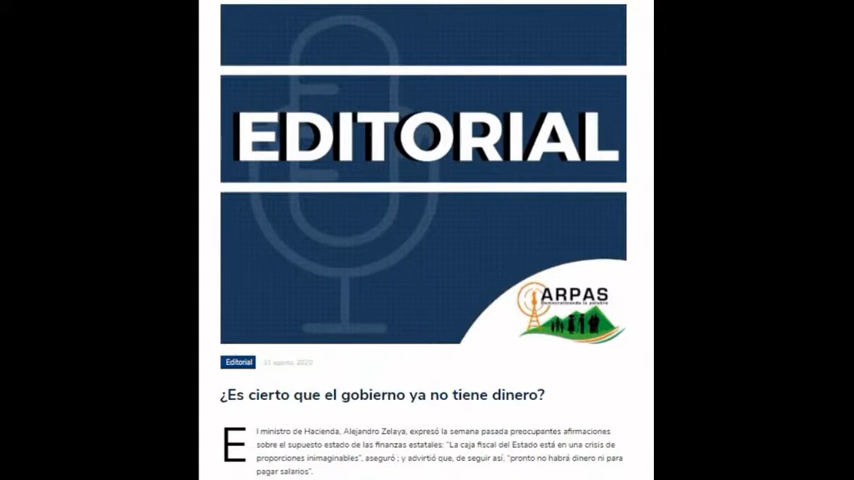 EDITORIAL
ARPAS
Democratizando la palabra
Editorial
¿Es cierto que el gobierno ya no tiene dinero?
El ministro de Hacienda, Alejandro Zelaya, expresó la semana pasada preocupantes afirmaciones
sobre el supuesto estado de las finanzas estatales: “La caja fiscal del Estado está en una crisis de
proporciones inimaginables”, aseguró ; y advirtió que, de seguir así, “pronto no habrá dinero ni para
pagar salarios”.